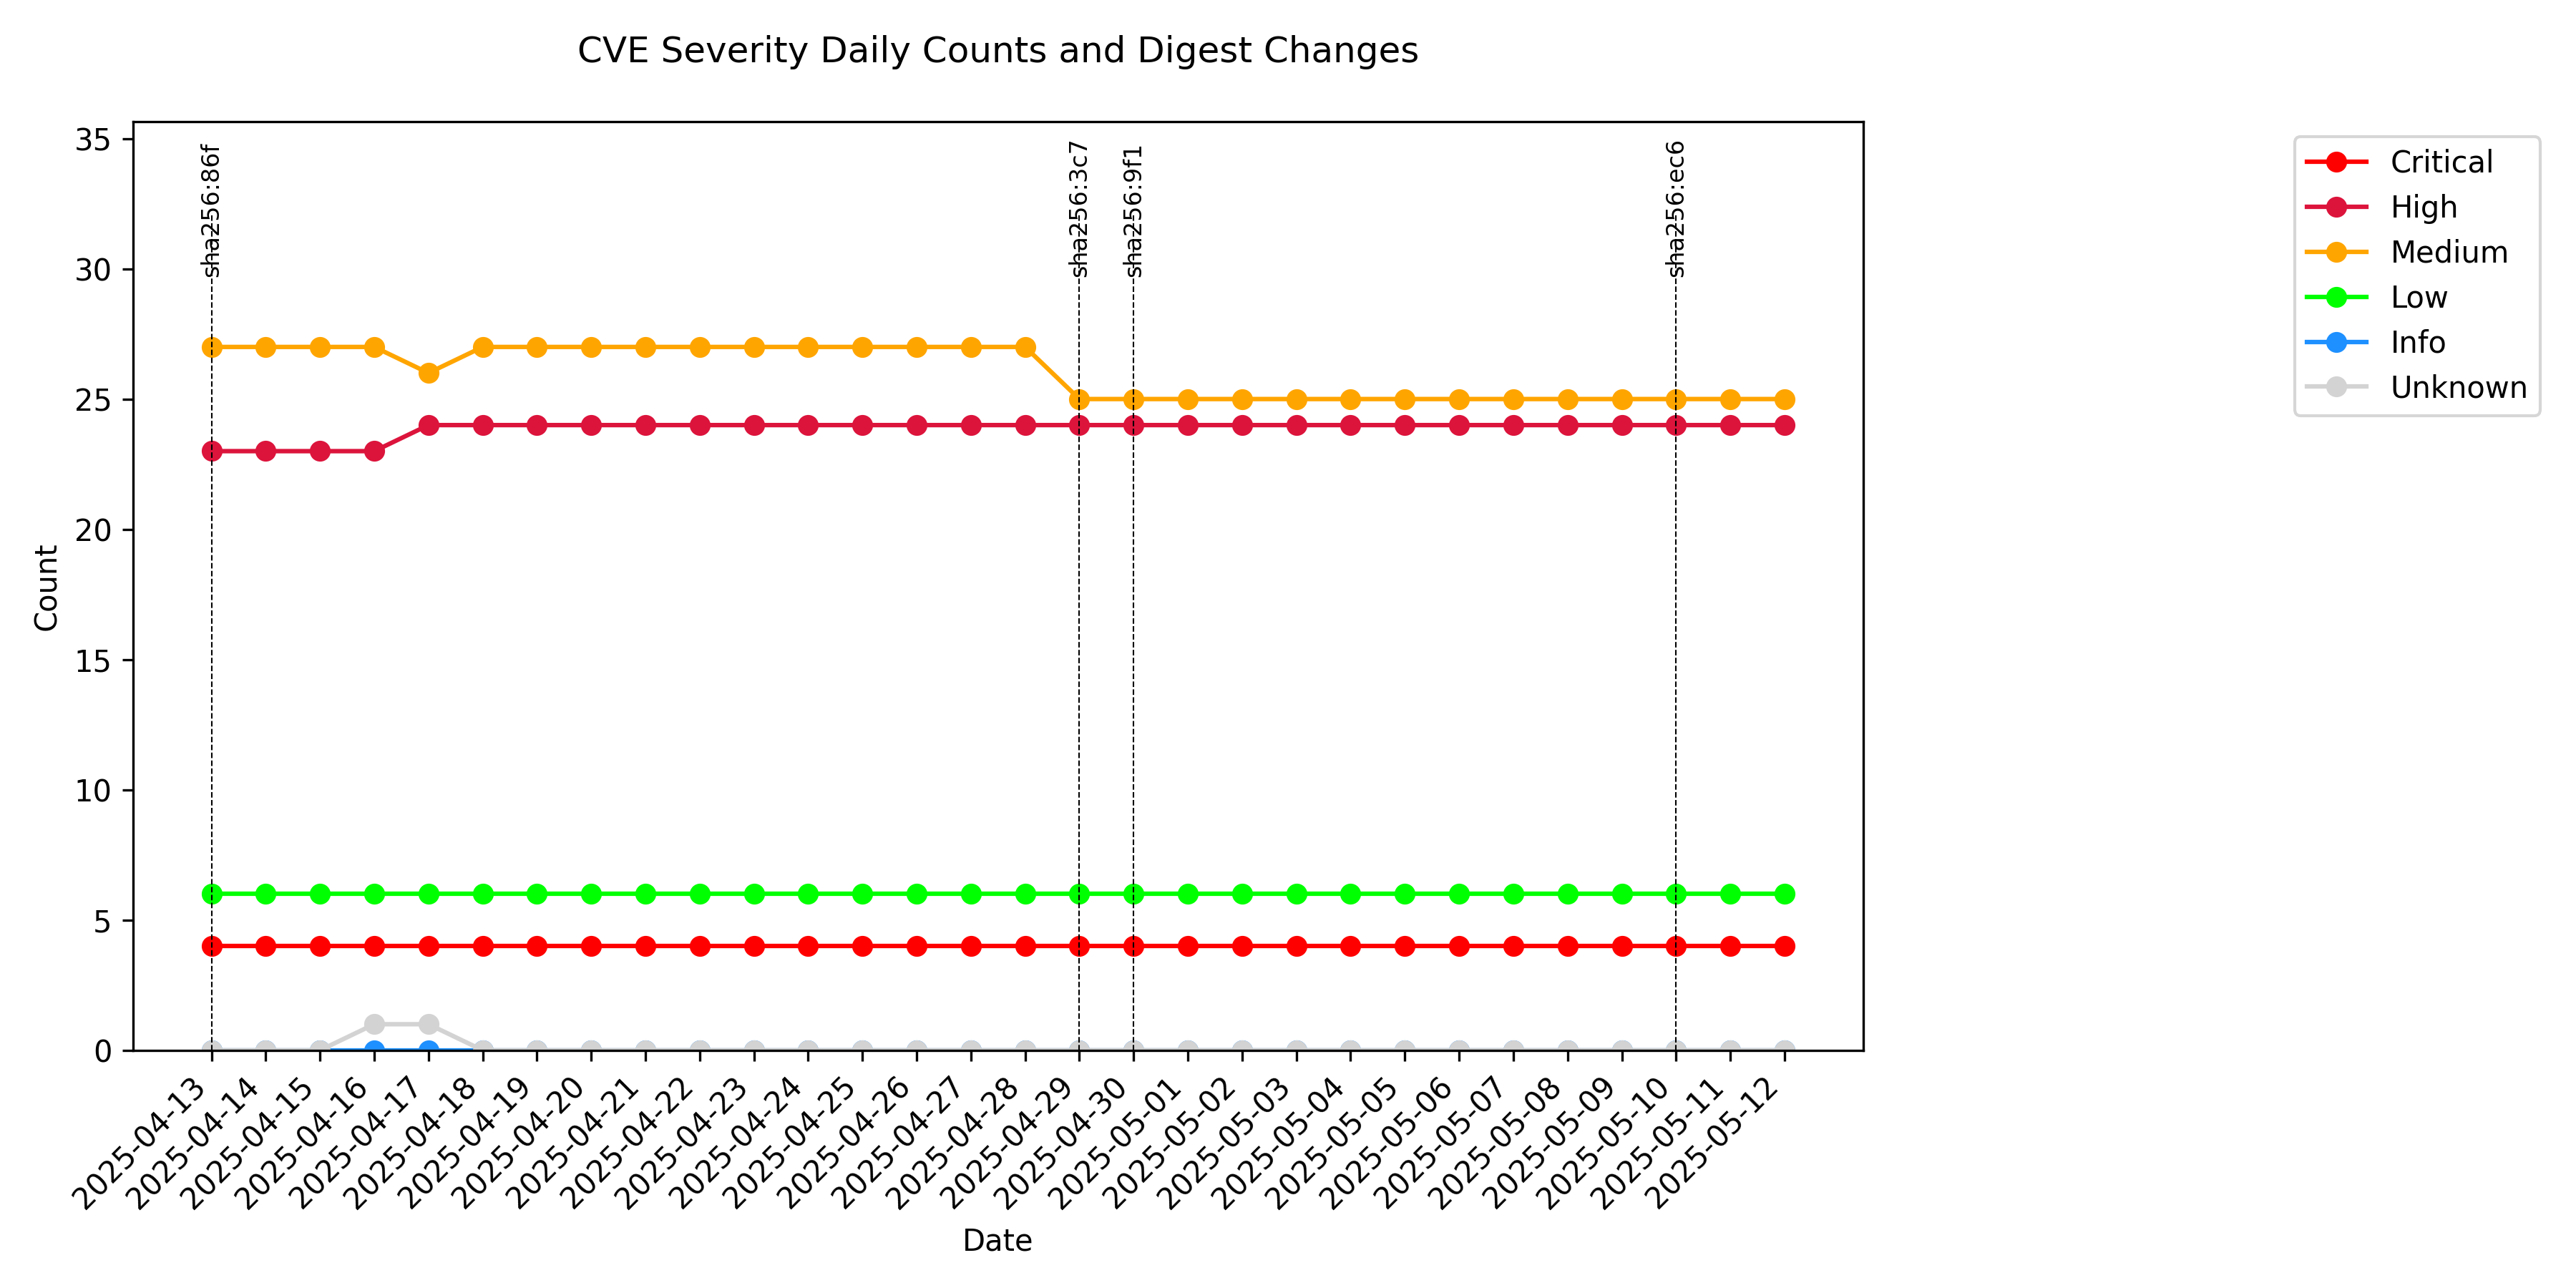 CVE Severity Daily Counts and Digest Changes
35
30
25
20
15
10
5
0
Count
sha256:86f
sha256:3c7
sha256:9f1
sha256:ec6
Critical
High
Medium
Low
Info
Unknown
2025-04-13
2025-04-14
2025-04-15
2025-04-16
2025-04-17
2025-04-18
2025-04-19
2025-04-20
2025-04-21
2025-04-22
2025-04-23
2025-04-24
2025-04-25
2025-04-26
2025-04-27
2025-04-28
2025-04-29
2025-04-30
2025-05-01
2025-05-02
2025-05-03
2025-05-04
2025-05-05
2025-05-06
2025-05-07
2025-05-08
2025-05-09
2025-05-10
2025-05-11
2025-05-12
Date